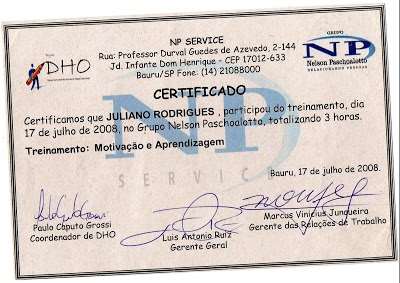 DHO
NP SERVICE
Rua: Professor Durval Guedes de Azevedo, 2-144
Jd. Infante Dom Henrique - CEP 17012-633
Bauru/SP Fone: (14) 21088000
GRUPO
NP
Nelson Paschoalotto
RELACIONANDO PESSOAS
CERTIFICADO
Certificamos que JULIANO RODRIGUES , participou do treinamento, dia
17 de julho de 2008, no Grupo Nelson Paschoalotto, totalizando 3 horas.
Treinamento: Motivação e Aprendizagem
NP
SERVICE
Bauru, 17 de julho de 2008.
Paulo Caputo Grossi
Coordenador de DHO
Luis Antonio Ruiz
Gerente Geral
Marcus Vinicius Junqueira
Gerente das Relações de Trabalho